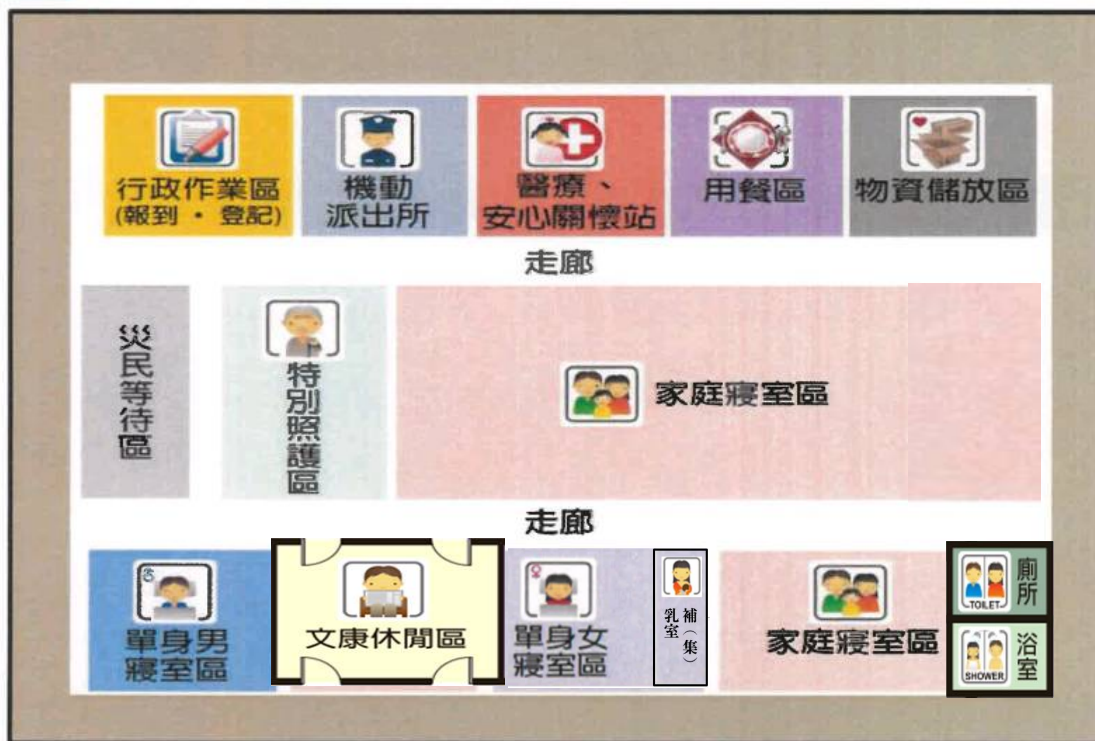 行政作業區
(報到 · 登記)
機動
派出所
醫療、
安心關懷站
用餐區
物資儲放區
走廊
災民等待區
特別照護區
家庭寢室區
走廊
單身男
寢室區
文康休閒區
單身女
寢室區
補（集）
乳室
家庭寢室區
TOILET
廁所
SHOWER
浴室